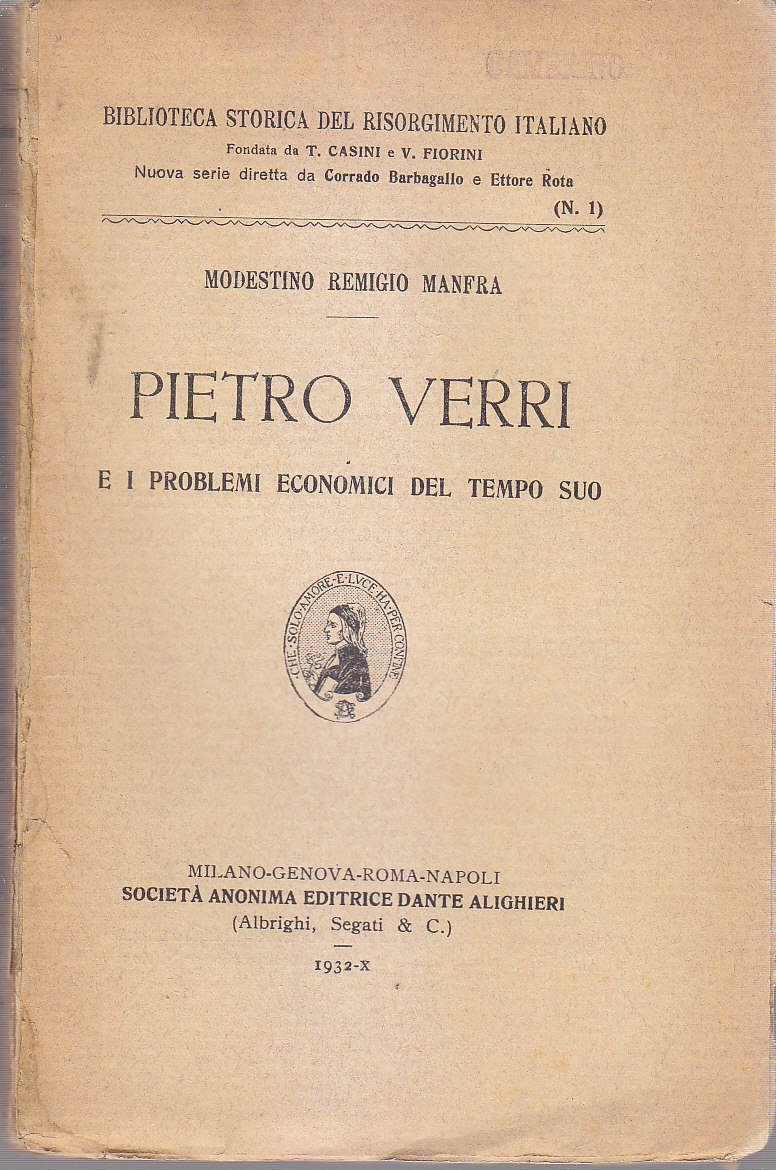 CAMERINO
BIBLIOTECA STORICA DEL RISORGIMENTO ITALIANO
Fondata da T. CASINI e V. FIORINI
Nuova serie diretta da Corrado Barbagallo e Ettore Rota
(N. 1)
MODESTINO REMIGIO MANFRA
PIETRO VERRI
E I PROBLEMI ECONOMICI DEL TEMPO SUO
·CHE·SOLO·AMORE·E·LVCE·HA·PER·CONFINE·
MILANO-GENOVA-ROMA-NAPOLI
SOCIETÀ ANONIMA EDITRICE DANTE ALIGHIERI
(Albrighi, Segati & C.)
1932-X